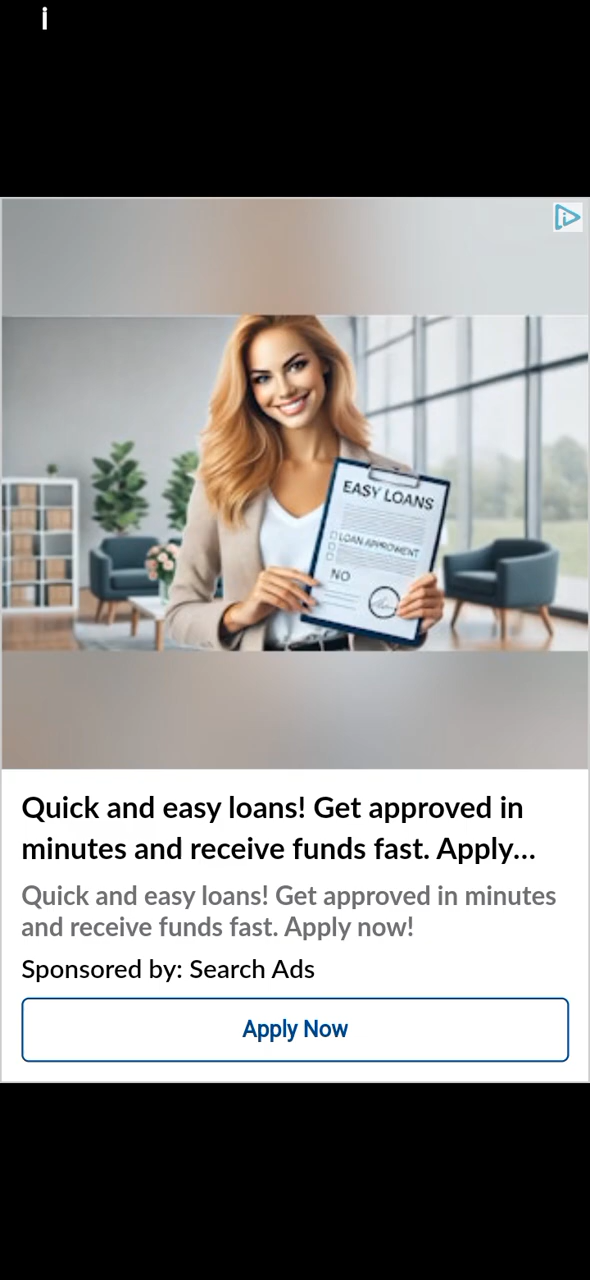 i
EASY LOANS
LOAN APPROWENT
NO
Quick and easy loans! Get approved in
minutes and receive funds fast. Apply...
Quick and easy loans! Get approved in minutes
and receive funds fast. Apply now!
Sponsored by: Search Ads
Apply Now